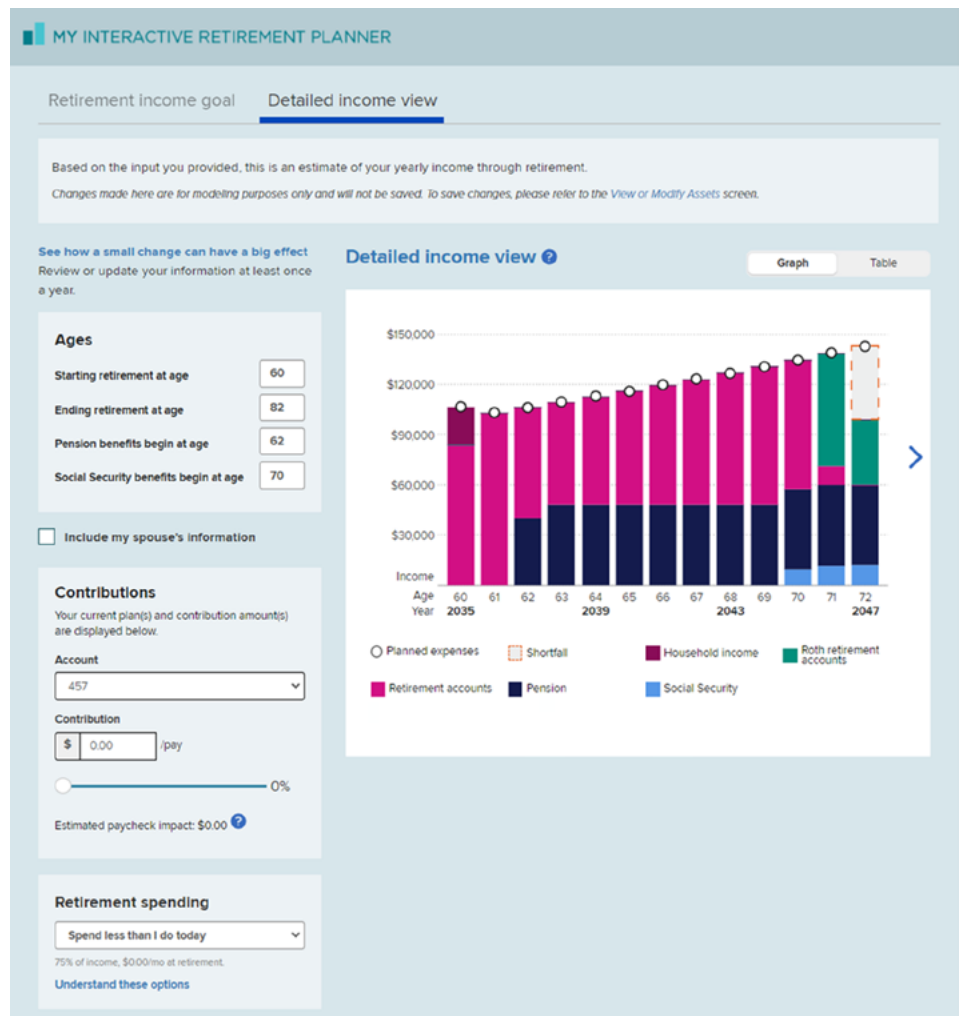 MY INTERACTIVE RETIREMENT PLANNER
Retirement income goal
Detailed income view
Based on the input you provided, this is an estimate of your yearly income through retirement.
Changes made here are for modeling purposes only and will not be saved. To save changes, please refer to the View or Modify Assets screen.
See how a small change can have a big effect
Review or update your information at least once
a year.
Ages
Starting retirement at age 60
Ending retirement at age 82
Pension benefits begin at age 62
Social Security benefits begin at age 70
Include my spouse's information
Contributions
Your current plan(s) and contribution amount(s)
are displayed below.
Account
457
Contribution
$ 0.00 /pay
0%
Estimated paycheck impact: $0.00 ?
Retirement spending
Spend less than I do today
75% of income, $0.00/mo at retirement.
Understand these options
Detailed income view ?
Graph Table
$150,000
$120,000
$90,000
$60,000
$30,000
Income
Age 60 61 62 63 64 65 66 67 68 69 70 71 72
Year 2035 2039 2043 2047
Planned expenses
Shortfall
Household income
Roth retirement
accounts
Retirement accounts
Pension
Social Security